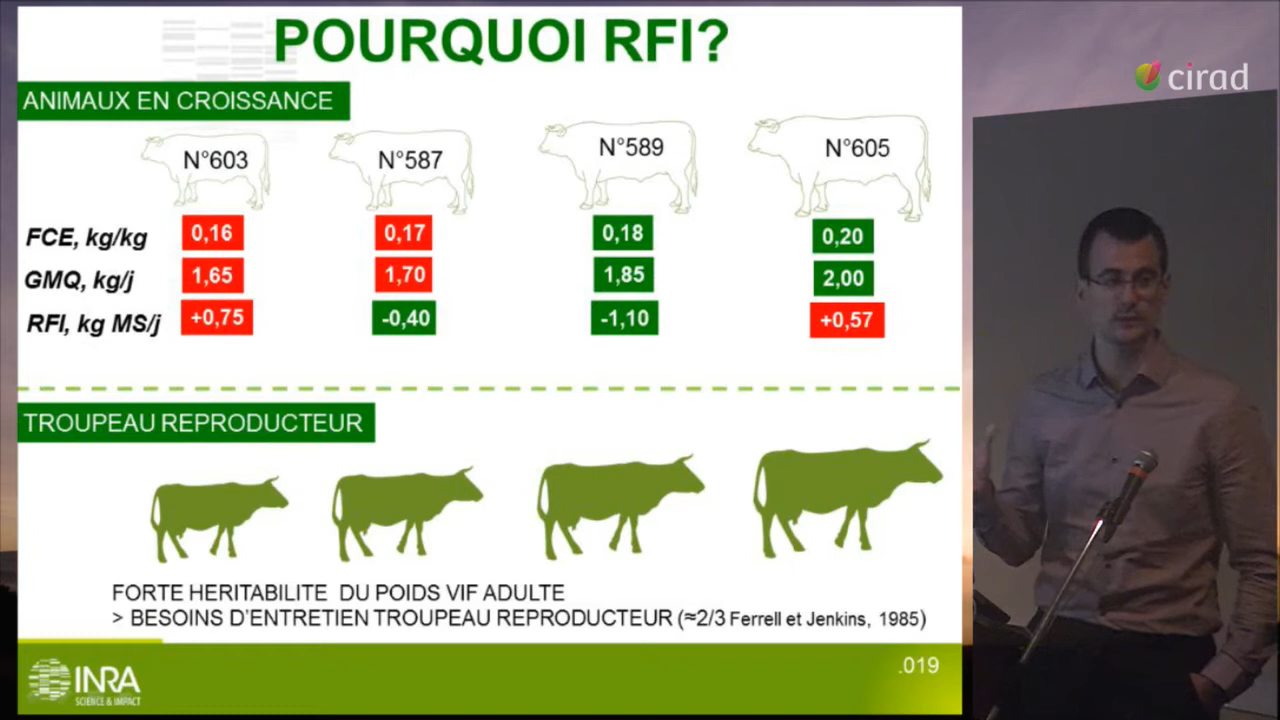 POURQUOI RFI?
cirad
ANIMAUX EN CROISSANCE
N°603 N°587 N°589 N°605
FCE, kg/kg 0,16 0,17 0,18 0,20
GMQ, kg/j 1,65 1,70 1,85 2,00
RFI, kg MS/j +0,75 -0,40 -1,10 +0,57
TROUPEAU REPRODUCTEUR
FORTE HERITABILITE DU POIDS VIF ADULTE
> BESOINS D'ENTRETIEN TROUPEAU REPRODUCTEUR (≈2/3 Ferrell et Jenkins, 1985)
.019
INRA
SCIENCE & IMPACT